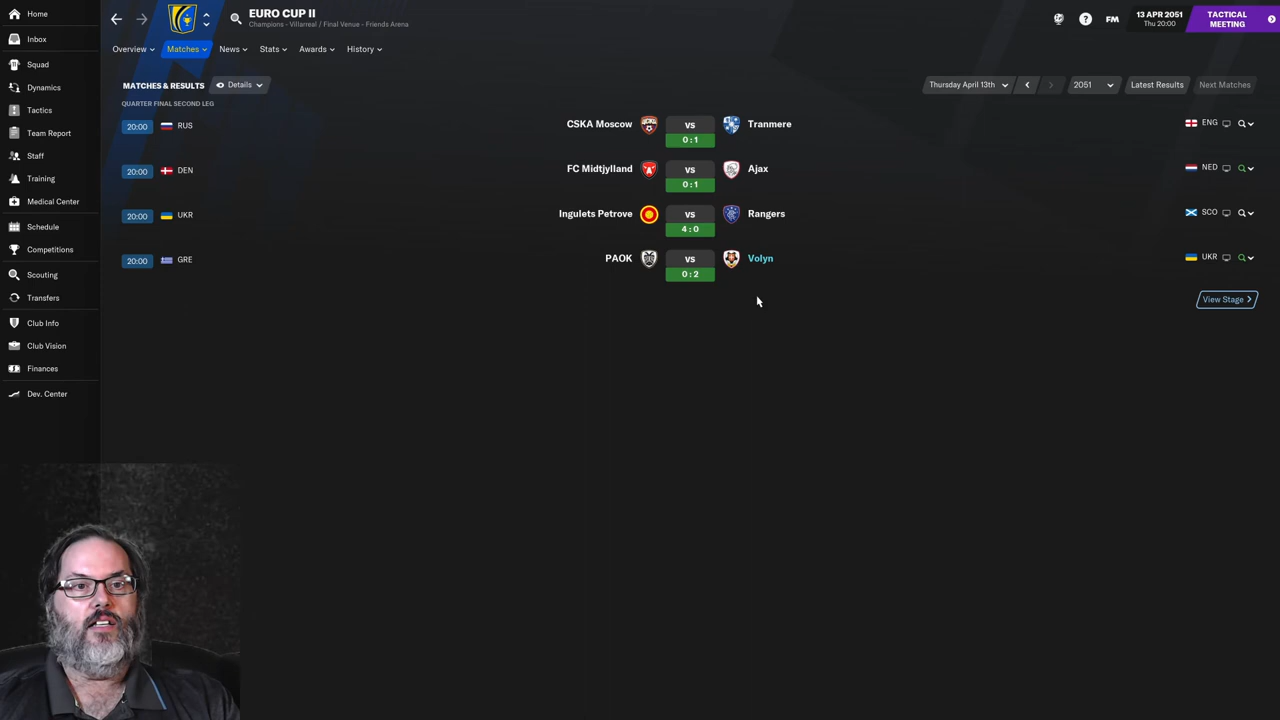 Home
Inbox
Squad
Dynamics
Tactics
Team Report
Staff
Training
Medical Center
Schedule
Competitions
Scouting
Transfers
Club Info
Club Vision
Finances
Dev. Center
EURO CUP II
Champions - Villarreal / Final Venue - Friends Arena
FM
13 APR 2051
Thu 20:00
TACTICAL
MEETING
Overview
Matches
News
Stats
Awards
History
MATCHES & RESULTS
Details
Thursday April 13th
2051
Latest Results
Next Matches
QUARTER FINAL SECOND LEG
20:00 RUS CSKA Moscow vs Tranmere ENG
0 : 1
20:00 DEN FC Midtjylland vs Ajax NED
0 : 1
20:00 UKR Ingulets Petrove vs Rangers SCO
4 : 0
20:00 GRE PAOK vs Volyn UKR
0 : 2
View Stage